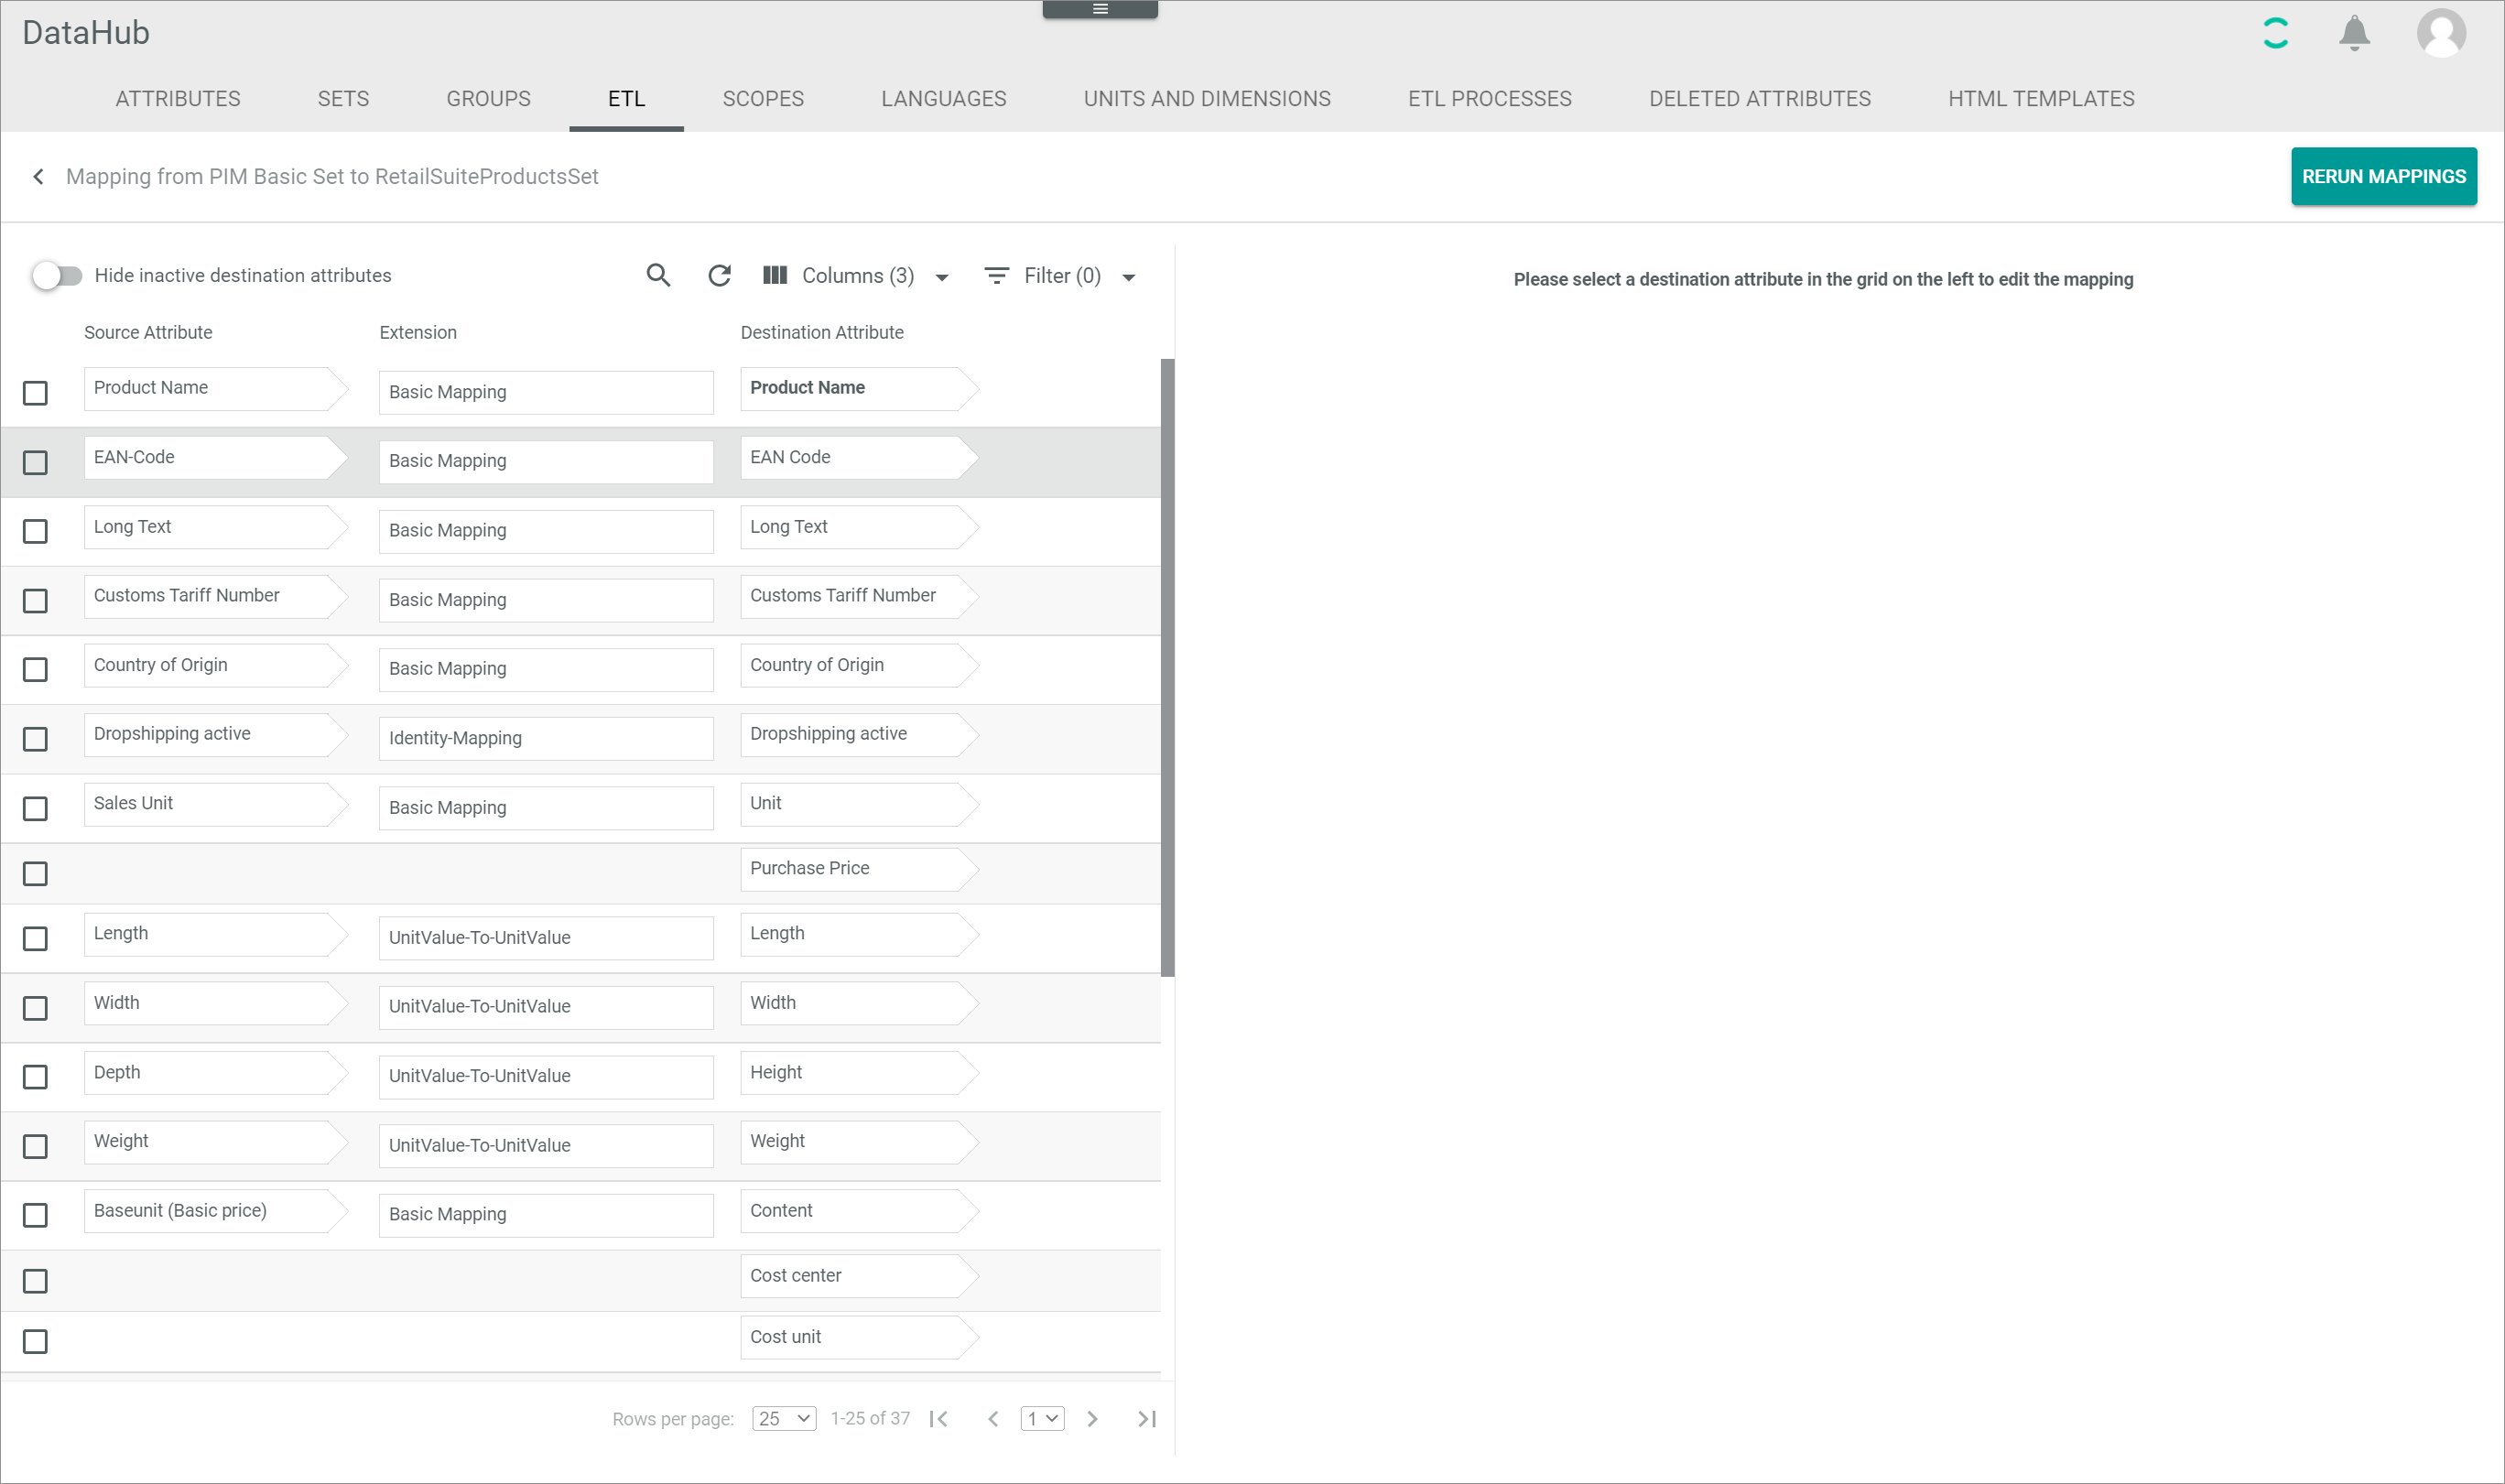 DataHub
ATTRIBUTES SETS GROUPS ETL SCOPES LANGUAGES UNITS AND DIMENSIONS ETL PROCESSES DELETED ATTRIBUTES HTML TEMPLATES
Mapping from PIM Basic Set to RetailSuiteProductsSet RERUN MAPPINGS
Hide inactive destination attributes Columns (3) Filter (0)
Please select a destination attribute in the grid on the left to edit the mapping
Source Attribute Extension Destination Attribute
Product Name Basic Mapping Product Name
EAN-Code Basic Mapping EAN Code
Long Text Basic Mapping Long Text
Customs Tariff Number Basic Mapping Customs Tariff Number
Country of Origin Basic Mapping Country of Origin
Dropshipping active Identity-Mapping Dropshipping active
Sales Unit Basic Mapping Unit
Purchase Price
Length UnitValue-To-UnitValue Length
Width UnitValue-To-UnitValue Width
Depth UnitValue-To-UnitValue Height
Weight UnitValue-To-UnitValue Weight
Baseunit (Basic price) Basic Mapping Content
Cost center
Cost unit
Rows per page: 25 1-25 of 37 1